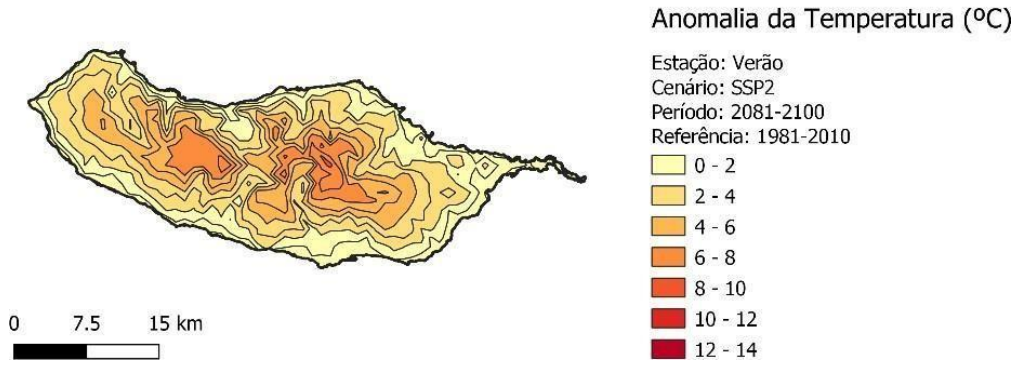 Anomalia da Temperatura (ºC)
Estação: Verão
Cenário: SSP2
Período: 2081-2100
Referência: 1981-2010
0 - 2
2 - 4
4 - 6
6 - 8
8 - 10
10 - 12
12 - 14
0 7.5 15 km